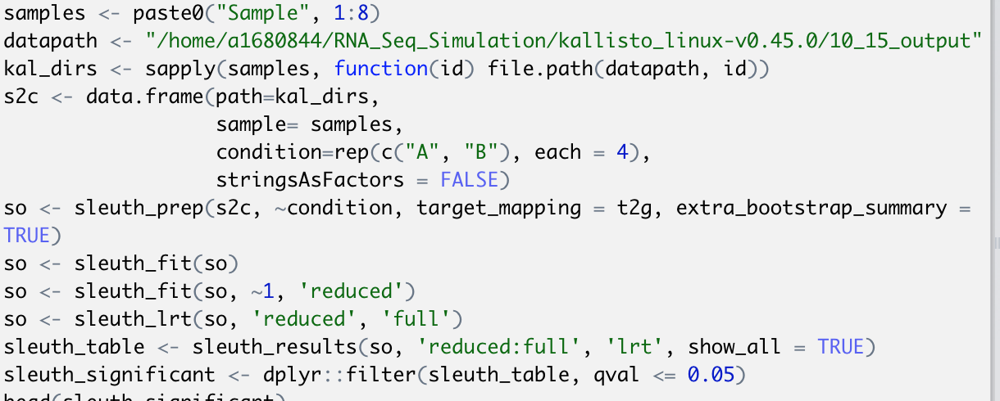 samples <- paste0("Sample", 1:8)
datapath <- "/home/a1680844/RNA_Seq_Simulation/kallisto_linux-v0.45.0/10_15_output"
kal_dirs <- sapply(samples, function(id) file.path(datapath, id))
s2c <- data.frame(path=kal_dirs,
                  sample= samples,
                  condition=rep(c("A", "B"), each = 4),
                  stringsAsFactors = FALSE)
so <- sleuth_prep(s2c, ~condition, target_mapping = t2g, extra_bootstrap_summary =
TRUE)
so <- sleuth_fit(so)
so <- sleuth_fit(so, ~1, 'reduced')
so <- sleuth_lrt(so, 'reduced', 'full')
sleuth_table <- sleuth_results(so, 'reduced:full', 'lrt', show_all = TRUE)
sleuth_significant <- dplyr::filter(sleuth_table, qval <= 0.05)
head(sleuth_significant)